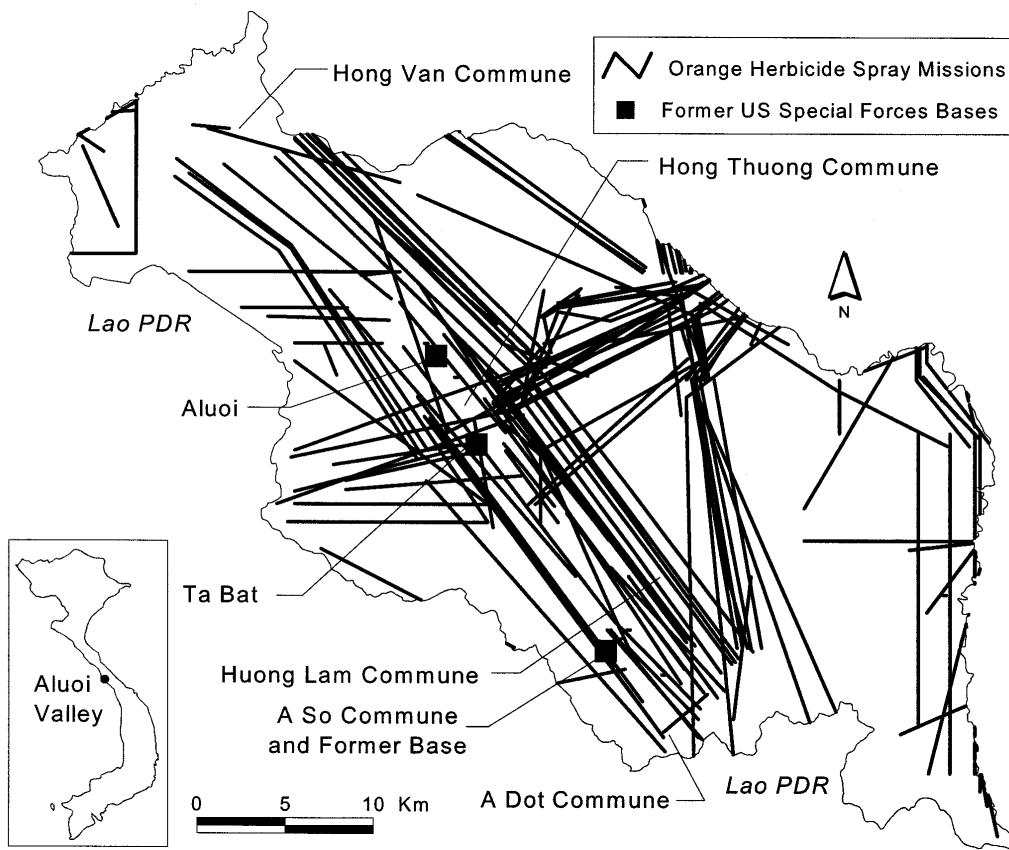 Hong Van Commune
Orange Herbicide Spray Missions
Former US Special Forces Bases
Hong Thuong Commune
N
Lao PDR
Aluoi
Ta Bat
Aluoi
Valley
Huong Lam Commune
A So Commune
and Former Base
A Dot Commune
Lao PDR
0 5 10 Km